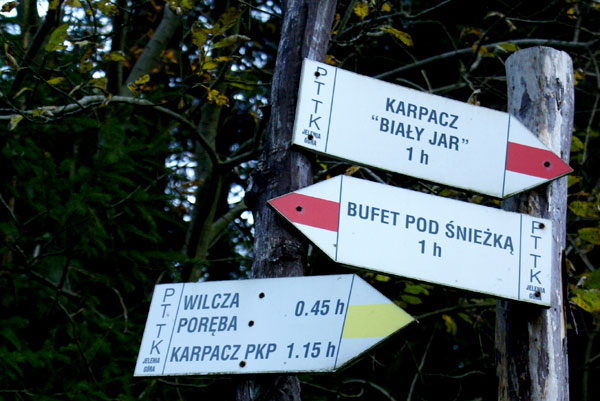 PTTK
JELENIA
GÓRA
KARPACZ
"BIAŁY JAR"
1 h
BUFET POD ŚNIEŻKĄ
1 h
PTTK
JELENIA
GÓRA
PTTK
JELENIA
GÓRA
WILCZA 0.45 h
PORĘBA
KARPACZ PKP 1.15 h